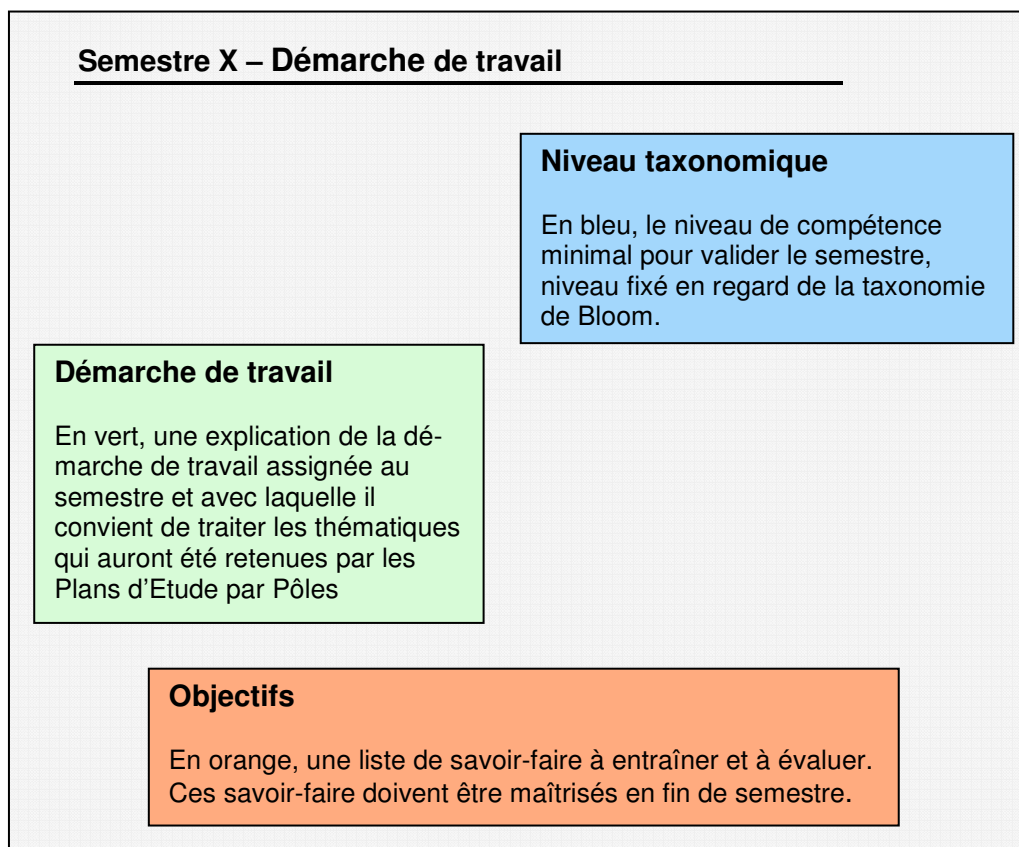 Semestre X – Démarche de travail
Niveau taxonomique
En bleu, le niveau de compétence
minimal pour valider le semestre,
niveau fixé en regard de la taxonomie
de Bloom.
Démarche de travail
En vert, une explication de la dé-
marche de travail assignée au
semestre et avec laquelle il
convient de traiter les thématiques
qui auront été retenues par les
Plans d’Etude par Pôles
Objectifs
En orange, une liste de savoir-faire à entraîner et à évaluer.
Ces savoir-faire doivent être maîtrisés en fin de semestre.